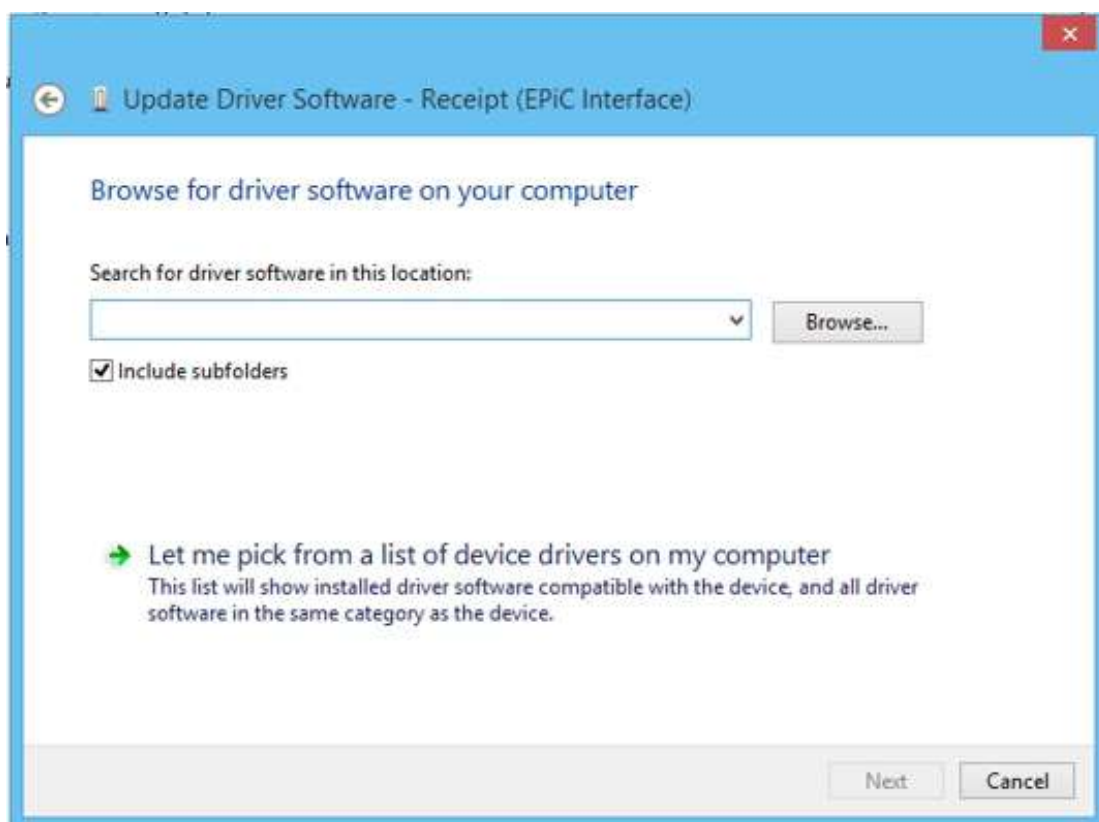 Update Driver Software - Receipt (EPiC Interface)
Browse for driver software on your computer
Search for driver software in this location:
Browse...
Include subfolders
Let me pick from a list of device drivers on my computer
This list will show installed driver software compatible with the device, and all driver
software in the same category as the device.
Next
Cancel